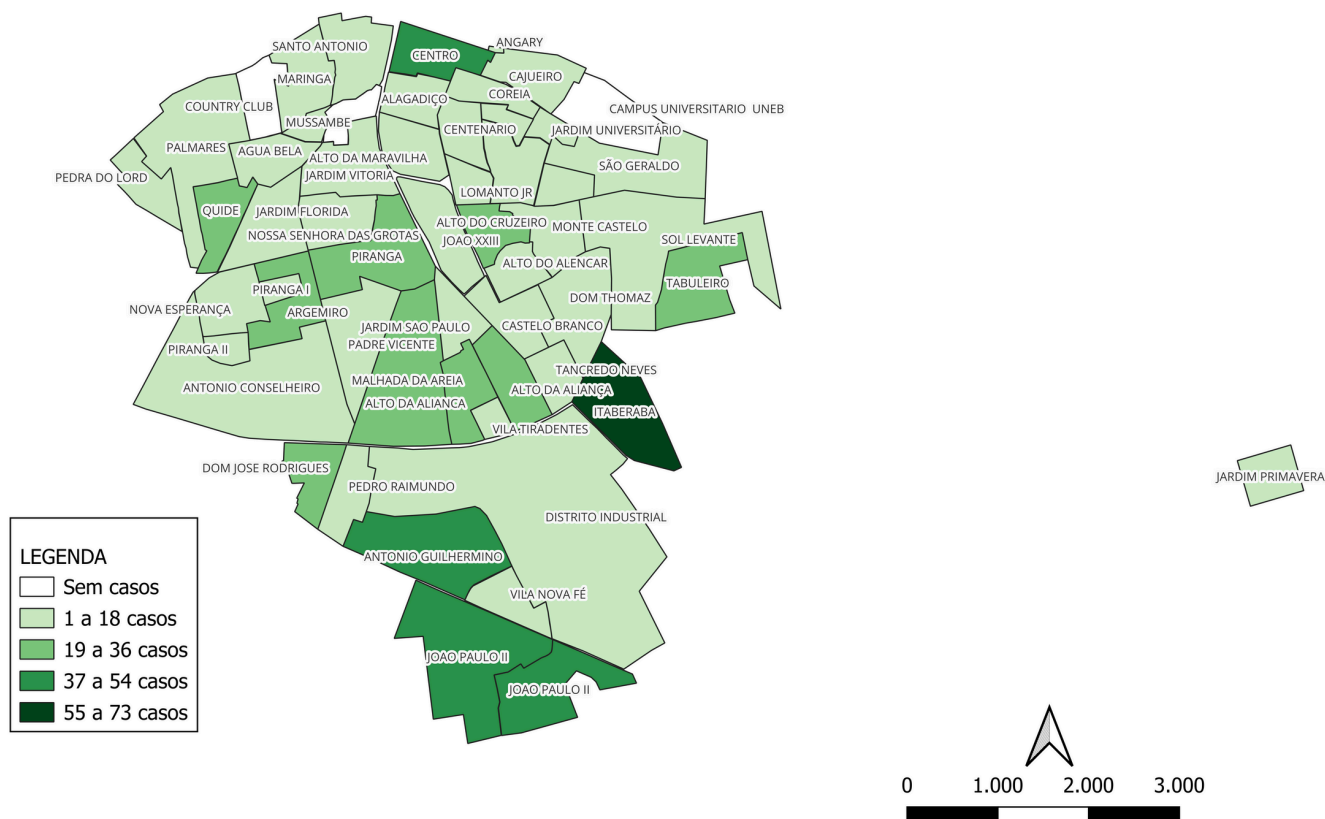 ANGARY
SANTO ANTONIO
CENTRO
CAJUEIRO
MARINGA
COREIA
ALAGADIÇO
COUNTRY CLUB
CAMPUS UNIVERSITARIO  UNEB
MUSSAMBE
CENTENARIO
JARDIM UNIVERSITÁRIO
PALMARES
AGUA BELA
ALTO DA MARAVILHA
SÃO GERALDO
PEDRA DO LORD
JARDIM VITORIA
LOMANTO JR
QUIDE
JARDIM FLORIDA
ALTO DO CRUZEIRO
MONTE CASTELO
NOSSA SENHORA DAS GROTAS
JOAO XXIII
SOL LEVANTE
PIRANGA
ALTO DO ALENCAR
TABULEIRO
PIRANGA I
DOM THOMAZ
NOVA ESPERANÇA
ARGEMIRO
JARDIM SAO PAULO
CASTELO BRANCO
PADRE VICENTE
PIRANGA II
TANCREDO NEVES
ANTONIO CONSELHEIRO
MALHADA DA AREIA
ALTO DA ALIANÇA
ALTO DA ALIANCA
ITABERABA
VILA TIRADENTES
DOM JOSE RODRIGUES
JARDIM PRIMAVERA
PEDRO RAIMUNDO
DISTRITO INDUSTRIAL
ANTONIO GUILHERMINO
VILA NOVA FÉ
JOAO PAULO II
JOAO PAULO II
LEGENDA
Sem casos
1 a 18 casos
19 a 36 casos
37 a 54 casos
55 a 73 casos
0 1.000 2.000 3.000